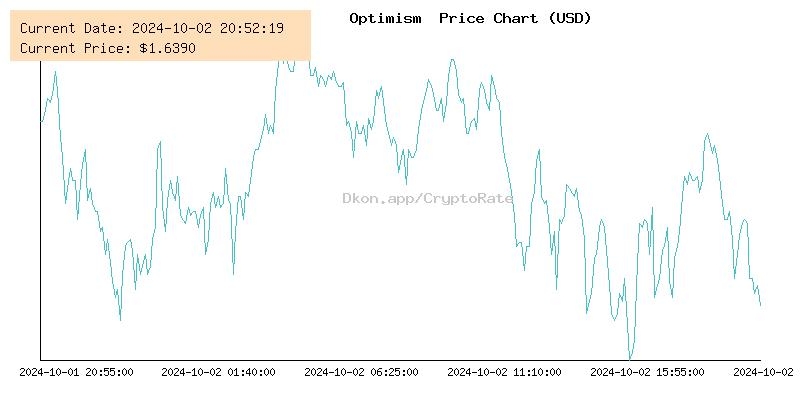 Optimism Price Chart (USD)
Current Date: 2024-10-02 20:52:19
Current Price: $1.6390
Dkon.app/CryptoRate
2024-10-01 20:55:00 2024-10-02 01:40:00 2024-10-02 06:25:00 2024-10-02 11:10:00 2024-10-02 15:55:00 2024-10-02